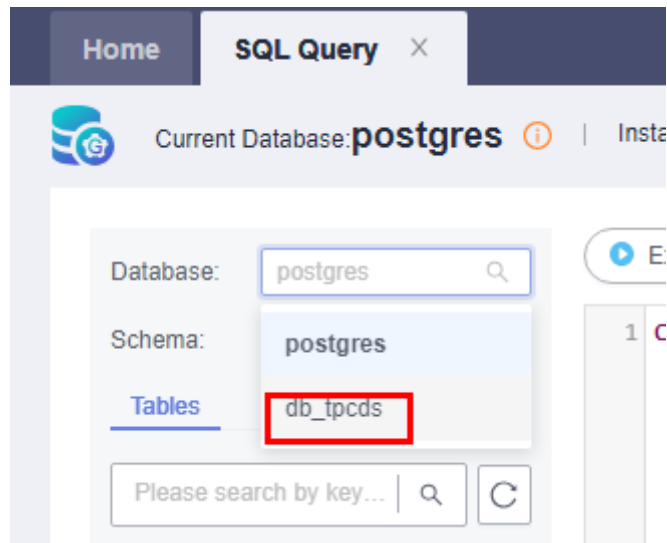 Home SQL Query ×
Current Database:postgres | Insta
Database: postgres
Schema:
postgres
db_tpcds
Tables
Please search by key...
1 C